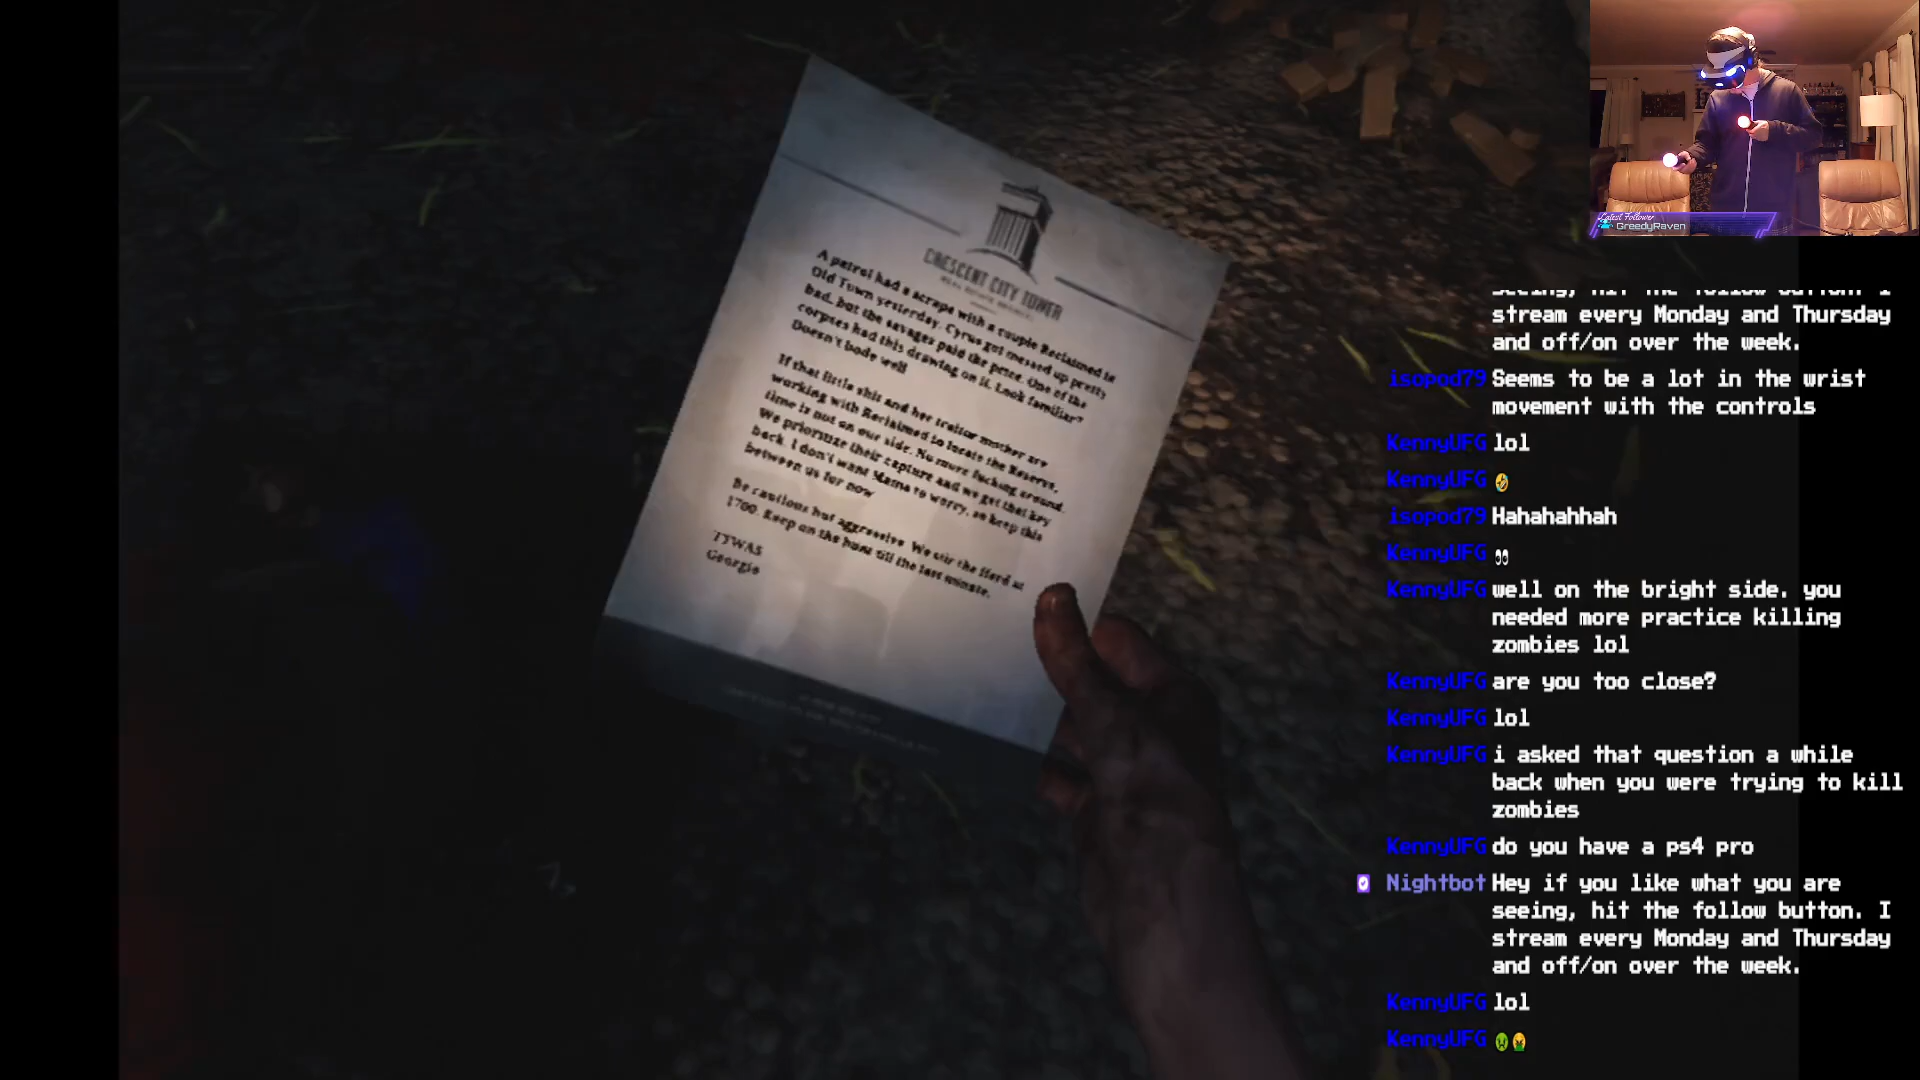 CRESCENT CITY TOWER
A patrol had a scrape with a couple Reclaimed in
Old Town yesterday. Cyrus got messed up pretty
bad, but the savages paid the price. One of the
corpses had this drawing on it. Look familiar?
Doesn't bode well
If that little shit and her traitor mother are
working with Reclaimed to locate the Reserve,
time is not on our side. No more fucking around.
We prioritize their capture and we get that key
back. I don't want Mama to worry, so keep this
between us for now
Be cautious but aggressive. We stir the Herd at
1700. Keep on the hunt till the last minute.
TTWAS
Georgie
Latest Follower
GreedyRaven
seeing, hit the follow button. I
stream every Monday and Thursday
and off/on over the week.
isopod79 Seems to be a lot in the wrist
movement with the controls
KennyUFG lol
KennyUFG 🤣
isopod79 Hahahahhah
KennyUFG 👀
KennyUFG well on the bright side. you
needed more practice killing
zombies lol
KennyUFG are you too close?
KennyUFG lol
KennyUFG i asked that question a while
back when you were trying to kill
zombies
KennyUFG do you have a ps4 pro
Nightbot Hey if you like what you are
seeing, hit the follow button. I
stream every Monday and Thursday
and off/on over the week.
KennyUFG lol
KennyUFG 🤢🤮